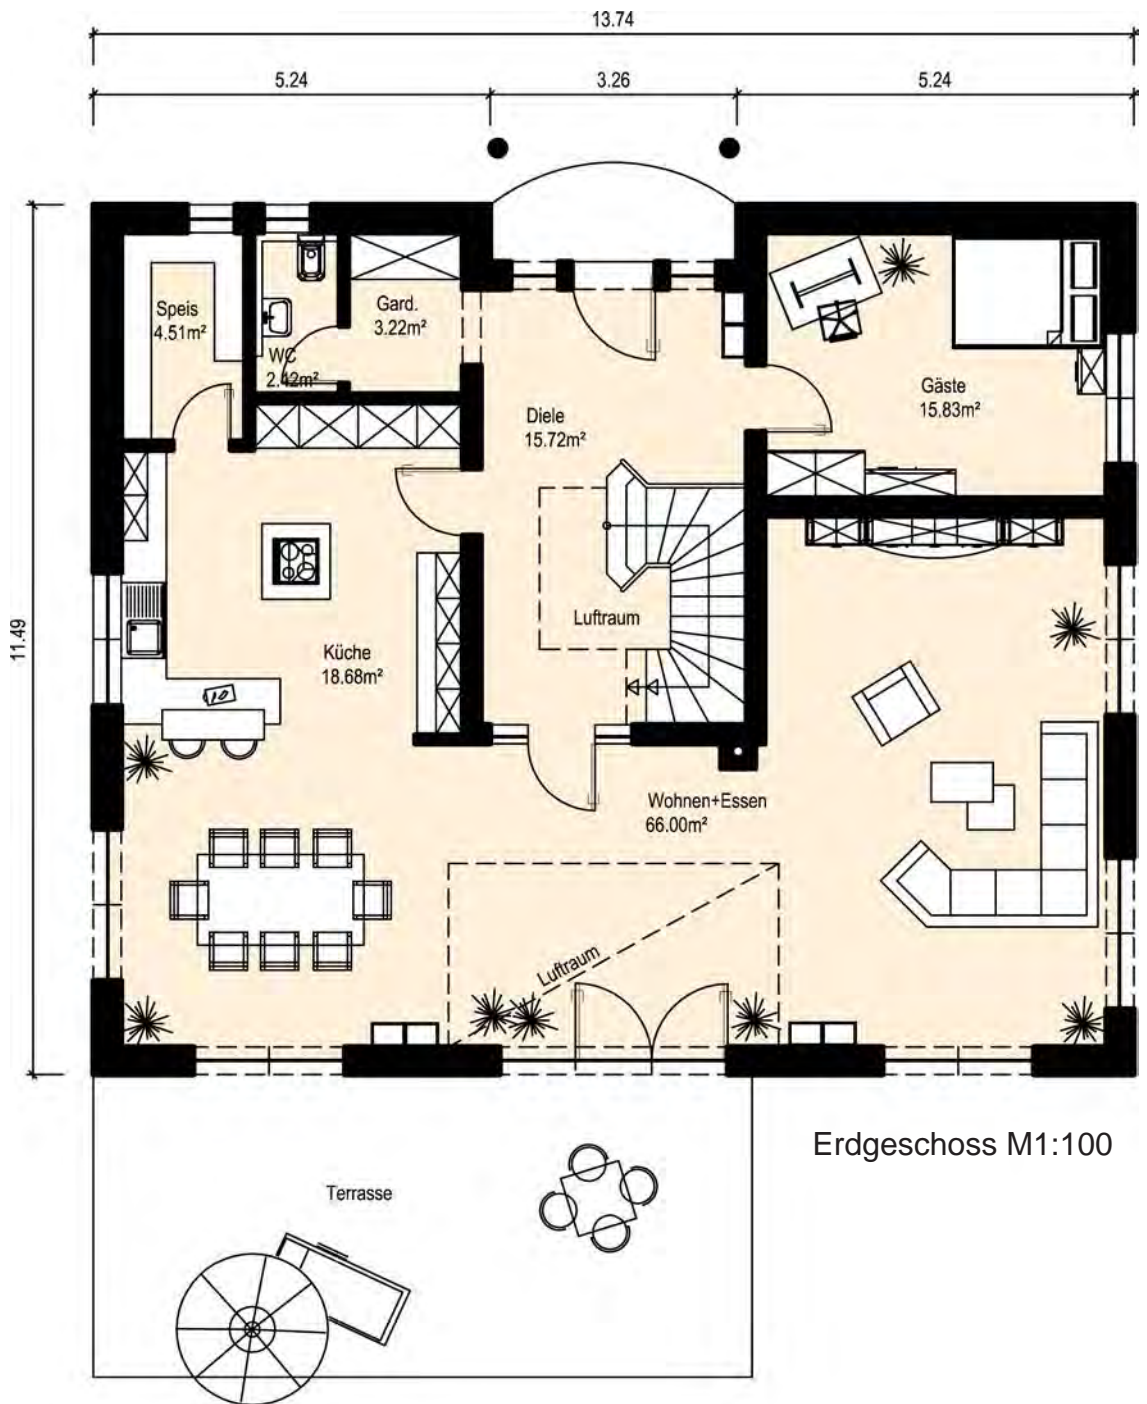 13.74
5.24
3.26
5.24
11.49
Speis
4.51m²
WC
2.42m²
Gard.
3.22m²
Diele
15.72m²
Gäste
15.83m²
Luftraum
Küche
18.68m²
Wohnen+Essen
66.00m²
Luftraum
Erdgeschoss M1:100
Terrasse